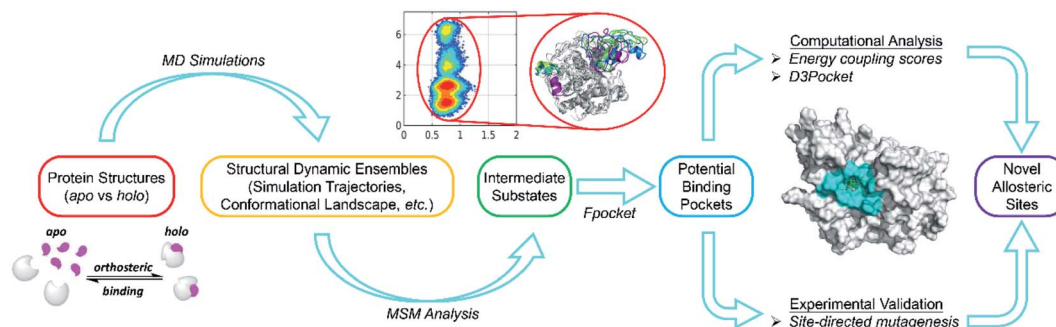 MD Simulations
6
4
2
0
0 0.5 1 1.5 2
Protein Structures
(apo vs holo)
apo
holo
orthosteric
binding
Structural Dynamic Ensembles
(Simulation Trajectories,
Conformational Landscape, etc.)
MSM Analysis
Intermediate
Substates
Fpocket
Potential
Binding
Pockets
Computational Analysis
➢ Energy coupling scores
➢ D3Pocket
Experimental Validation
➢ Site-directed mutagenesis
Novel
Allosteric
Sites